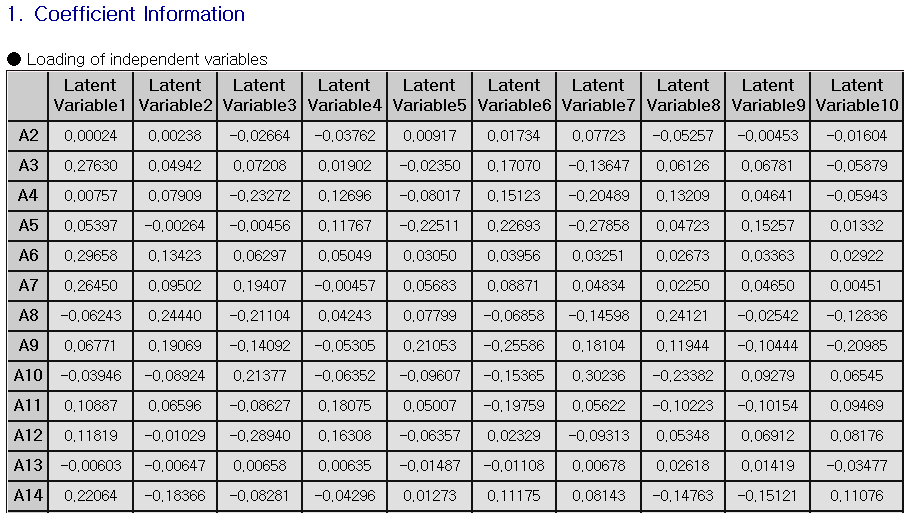 1. Coefficient Information
● Loading of independent variables
Latent Variable1 Latent Variable2 Latent Variable3 Latent Variable4 Latent Variable5 Latent Variable6 Latent Variable7 Latent Variable8 Latent Variable9 Latent Variable10
A2 0,00024 0,00238 -0,02664 -0,03762 0,00917 0,01734 0,07723 -0,05257 -0,00453 -0,01604
A3 0,27630 0,04942 0,07208 0,01902 -0,02350 0,17070 -0,13647 0,06126 0,06781 -0,05879
A4 0,00757 0,07909 -0,23272 0,12696 -0,08017 0,15123 -0,20489 0,13209 0,04641 -0,05943
A5 0,05397 -0,00264 -0,00456 0,11767 -0,22511 0,22693 -0,27858 0,04723 0,15257 0,01332
A6 0,29658 0,13423 0,06297 0,05049 0,03050 0,03956 0,03251 0,02673 0,03363 0,02922
A7 0,26450 0,09502 0,19407 -0,00457 0,05683 0,08871 0,04834 0,02250 0,04650 0,00451
A8 -0,06243 0,24440 -0,21104 0,04243 0,07799 -0,06858 -0,14598 0,24121 -0,02542 -0,12836
A9 0,06771 0,19069 -0,14092 -0,05305 0,21053 -0,25586 0,18104 0,11944 -0,10444 -0,20985
A10 -0,03946 -0,08924 0,21377 -0,06352 -0,09607 -0,15365 0,30236 -0,23382 0,09279 0,06545
A11 0,10887 0,06596 -0,08627 0,18075 0,05007 -0,19759 0,05622 -0,10223 -0,10154 0,09469
A12 0,11819 -0,01029 -0,28940 0,16308 -0,06357 0,02329 -0,09313 0,05348 0,06912 0,08176
A13 -0,00603 -0,00647 0,00658 0,00635 -0,01487 -0,01108 0,00678 0,02618 0,01419 -0,03477
A14 0,22064 -0,18366 -0,08281 -0,04296 0,01273 0,11175 0,08143 -0,14763 -0,15121 0,11076